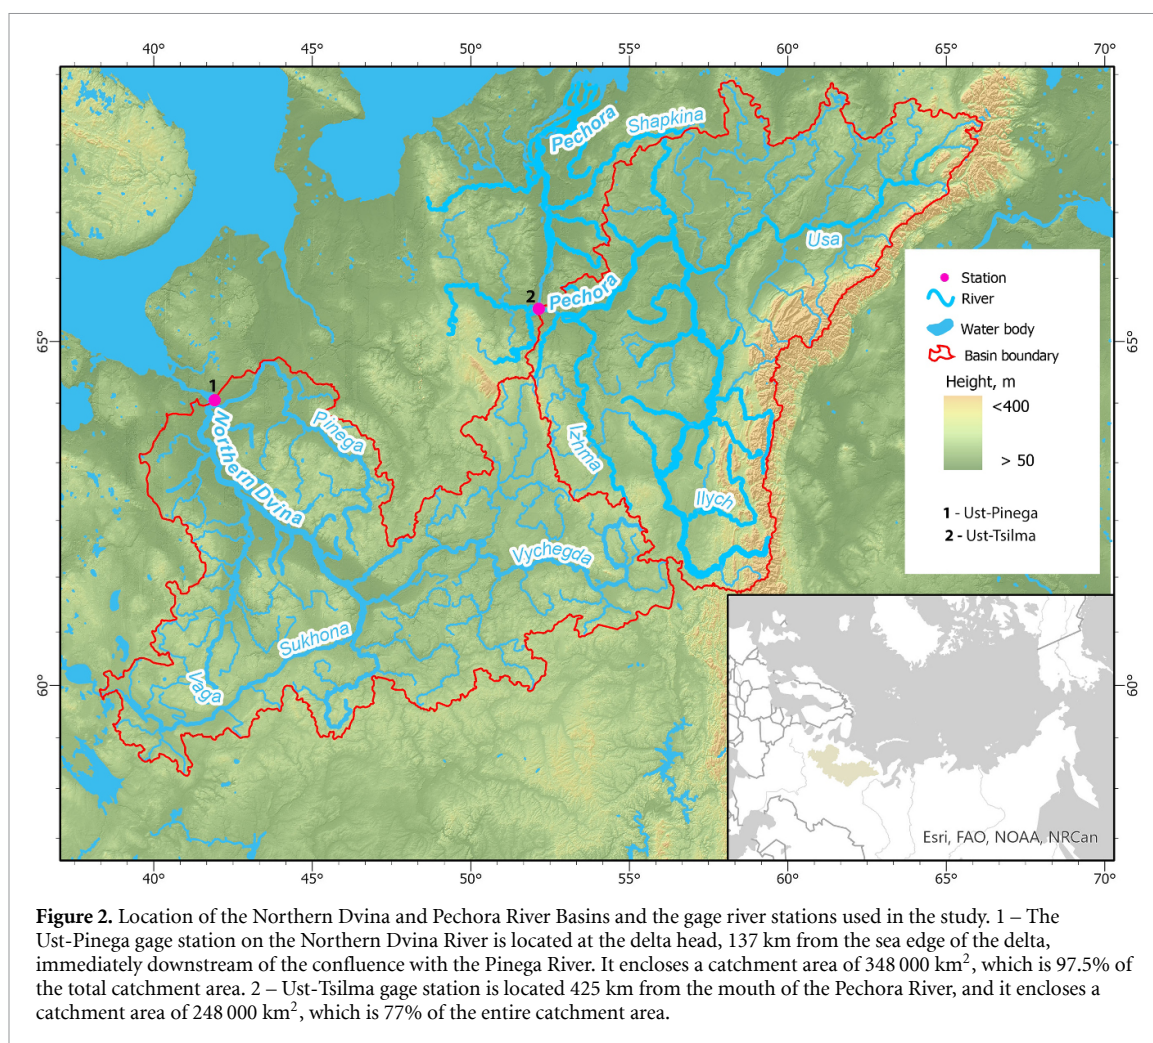 40° 45° 50° 55° 60° 65° 70°
Pechora
Shapkina
Usa
2
Pechora
65°
65°
1
Northern Dvina
Pinega
Izhma
Ilych
Vychegda
Sukhona
Vaga
60°
60°
Station
River
Water body
Basin boundary
Height, m
<400
> 50
1 - Ust-Pinega
2 - Ust-Tsilma
Esri, FAO, NOAA, NRCan
40° 45° 50° 55° 60° 65° 70°
Figure 2. Location of the Northern Dvina and Pechora River Basins and the gage river stations used in the study. 1 – The
Ust-Pinega gage station on the Northern Dvina River is located at the delta head, 137 km from the sea edge of the delta,
immediately downstream of the confluence with the Pinega River. It encloses a catchment area of 348 000 km², which is 97.5% of
the total catchment area. 2 – Ust-Tsilma gage station is located 425 km from the mouth of the Pechora River, and it encloses a
catchment area of 248 000 km², which is 77% of the entire catchment area.